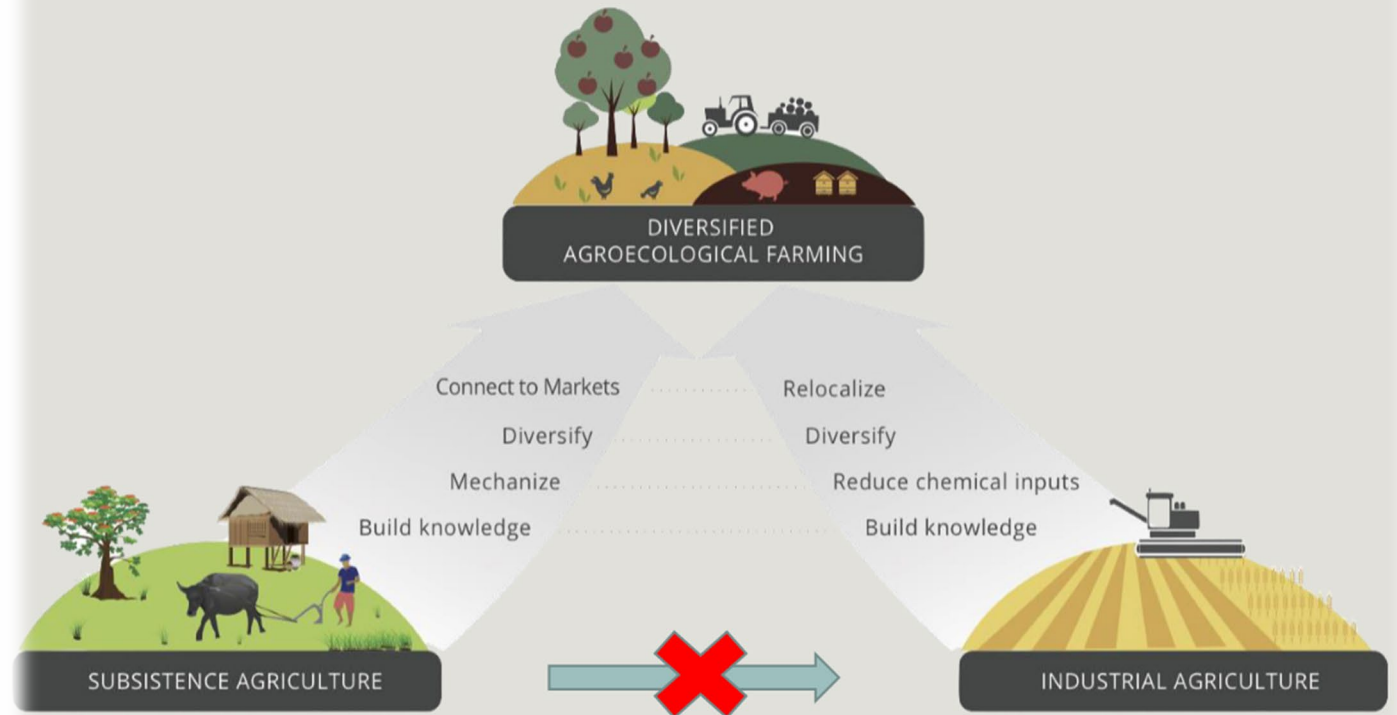 DIVERSIFIED
AGROECOLOGICAL FARMING
Connect to Markets
Relocalize
Diversify
Diversify
Mechanize
Reduce chemical inputs
Build knowledge
Build knowledge
SUBSISTENCE AGRICULTURE
INDUSTRIAL AGRICULTURE